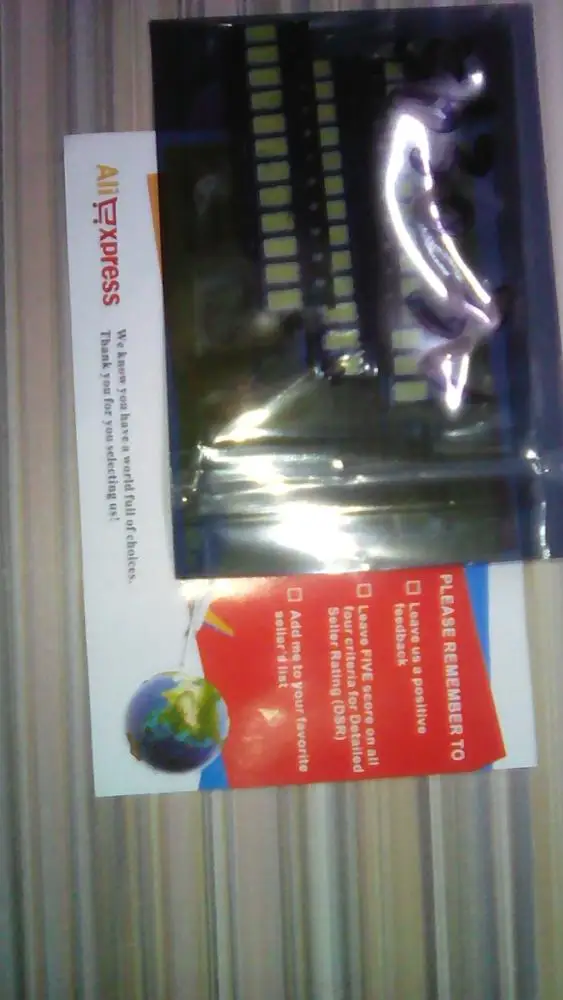 AliExpress
We know you have a world full of choices.
Thank you for you selecting us!
PLEASE REMEMBER TO
Leave us a positive
feedback
Leave FIVE score on all
four criteria for Detailed
Seller Rating (DSR)
Add me to your favorite
seller's list